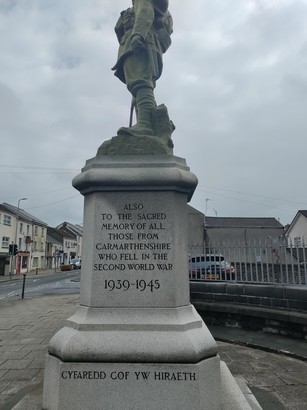 ALSO
TO THE SACRED
MEMORY OF ALL
THOSE FROM
CARMARTHENSHIRE
WHO FELL IN THE
SECOND WORLD WAR
1939-1945
CYFAREDD COF YW HIRAETH